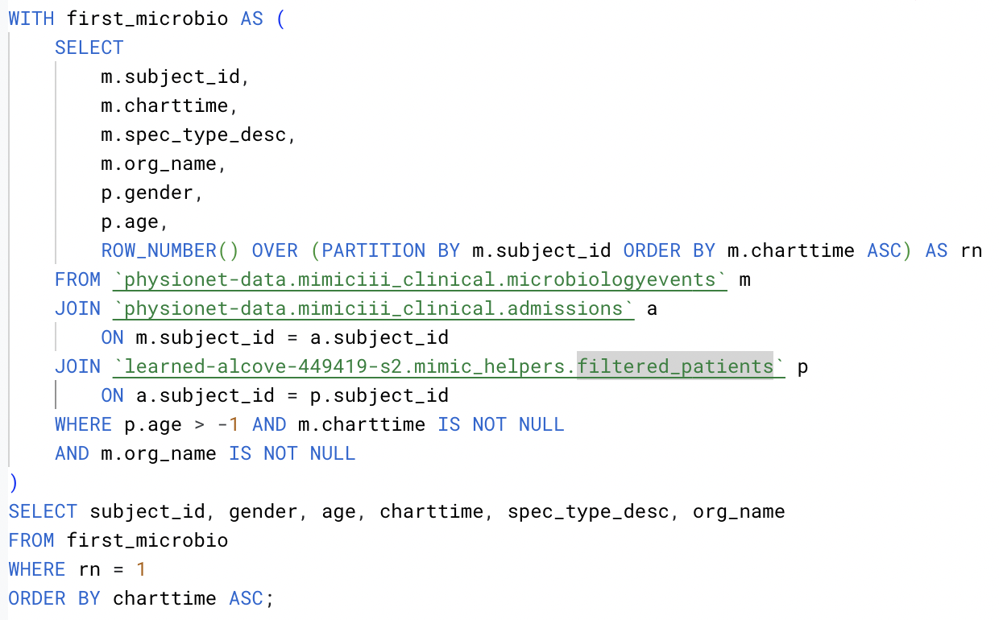 WITH first_microbio AS (
SELECT
m.subject_id,
m.charttime,
m.spec_type_desc,
m.org_name,
p.gender,
p.age,
ROW_NUMBER() OVER (PARTITION BY m.subject_id ORDER BY m.charttime ASC) AS rn
FROM `physionet-data.mimiciii_clinical.microbiologyevents` m
JOIN `physionet-data.mimiciii_clinical.admissions` a
ON m.subject_id = a.subject_id
JOIN `learned-alcove-449419-s2.mimic_helpers.filtered_patients` p
ON a.subject_id = p.subject_id
WHERE p.age > -1 AND m.charttime IS NOT NULL
AND m.org_name IS NOT NULL
)
SELECT subject_id, gender, age, charttime, spec_type_desc, org_name
FROM first_microbio
WHERE rn = 1
ORDER BY charttime ASC;